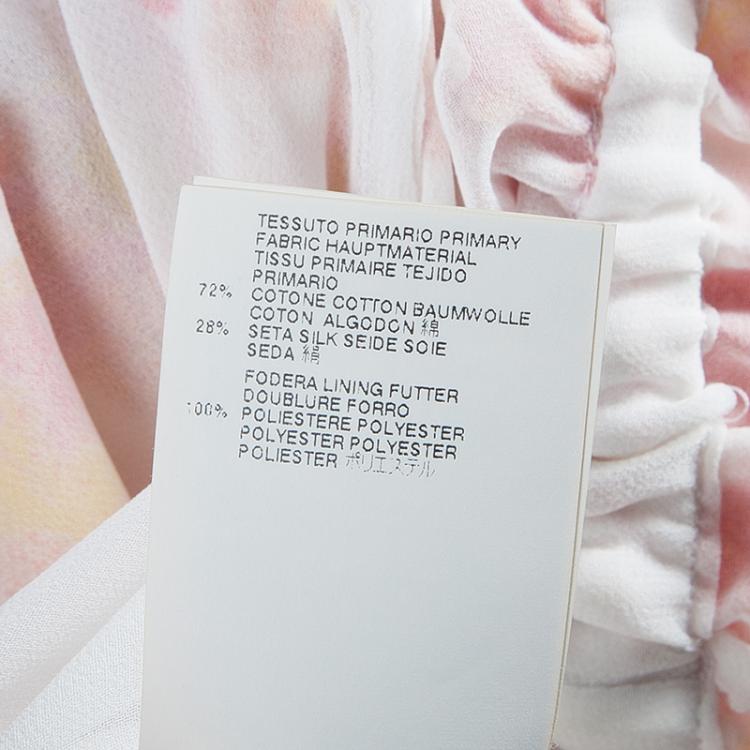 TESSUTO PRIMARIO PRIMARY
FABRIC HAUPTMATERIAL
TISSU PRIMAIRE TEJIDO
PRIMARIO
72% COTONE COTTON BAUMWOLLE
COTON ALGODON 綿
28% SETA SILK SEIDE SOIE
SEDA 絹
FODERA LINING FUTTER
DOUBLURE FORRO
100% POLIESTERE POLYESTER
POLYESTER POLYESTER
POLIESTER ポリエステル